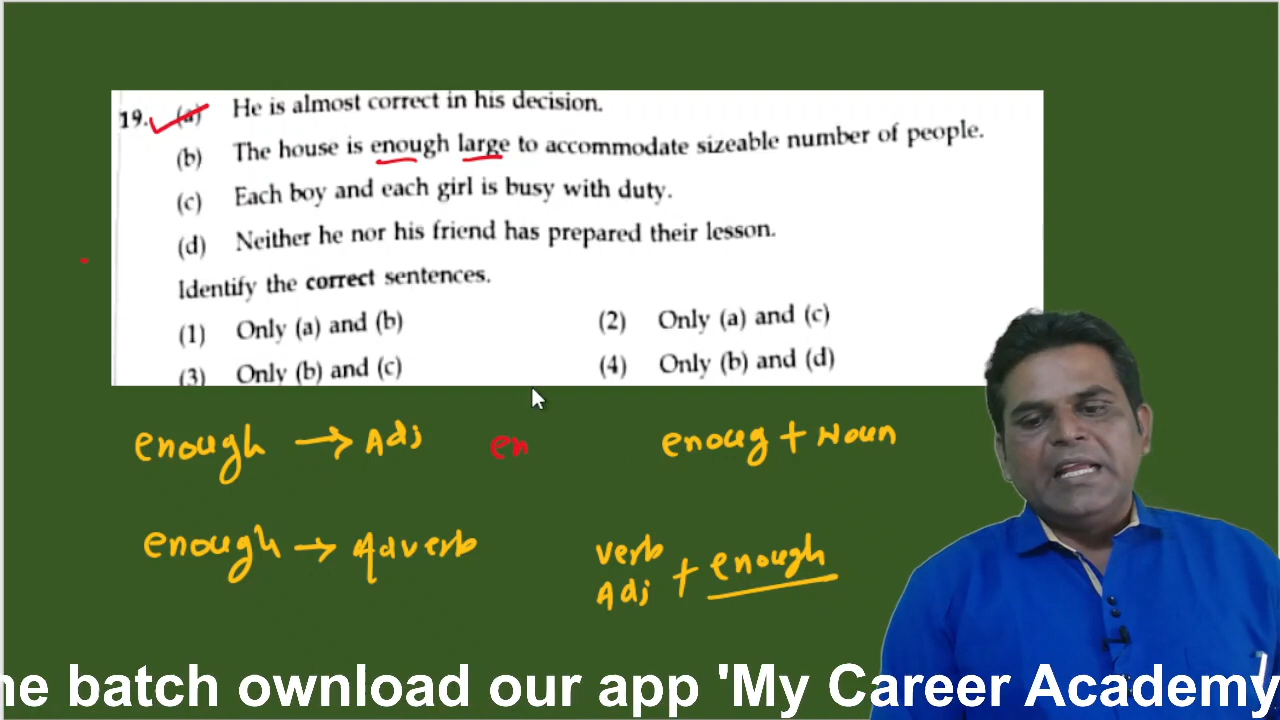 19. (a) He is almost correct in his decision.
(b) The house is enough large to accommodate sizeable number of people.
(c) Each boy and each girl is busy with duty.
(d) Neither he nor his friend has prepared their lesson.
Identify the correct sentences.
(1) Only (a) and (b) (2) Only (a) and (c)
(3) Only (b) and (c) (4) Only (b) and (d)
enough → Adj en enoug + Noun
enough → Adverb verb
Adj + enough
he batch ownload our app 'My Career Academy